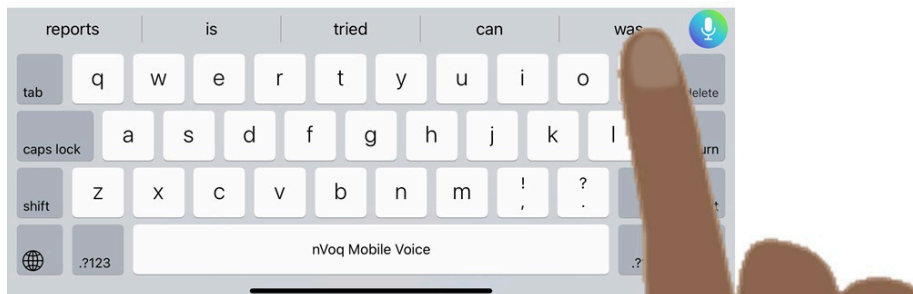 reports is tried can was
tab q w e r t y u i o delete
caps lock a s d f g h j k l
shift z x c v b n m ! , ? .
.?123 nVoq Mobile Voice